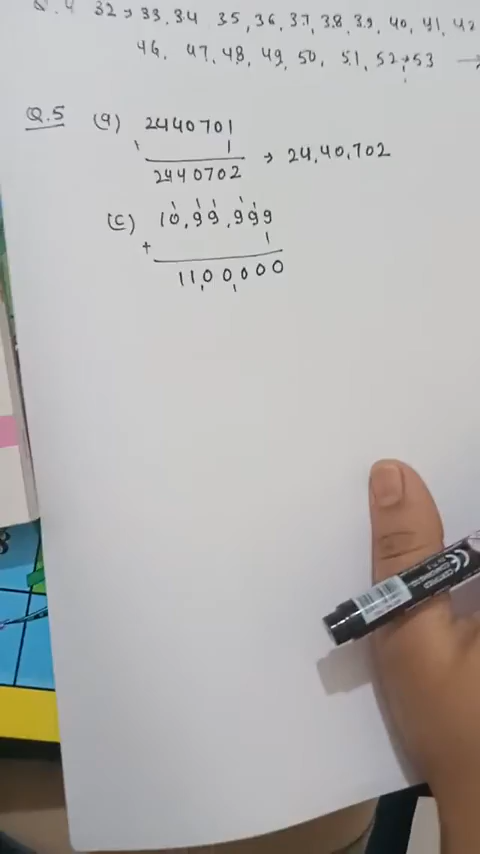 Q.4 32 → 33, 34 35, 36, 37, 38, 39, 40, 41, 42
46, 47, 48, 49, 50, 51, 52 → 53 →
Q.5 (a) 2440701
1
2440702 → 24,40,702
(c) 10,99,999
+ 1
11,00,000